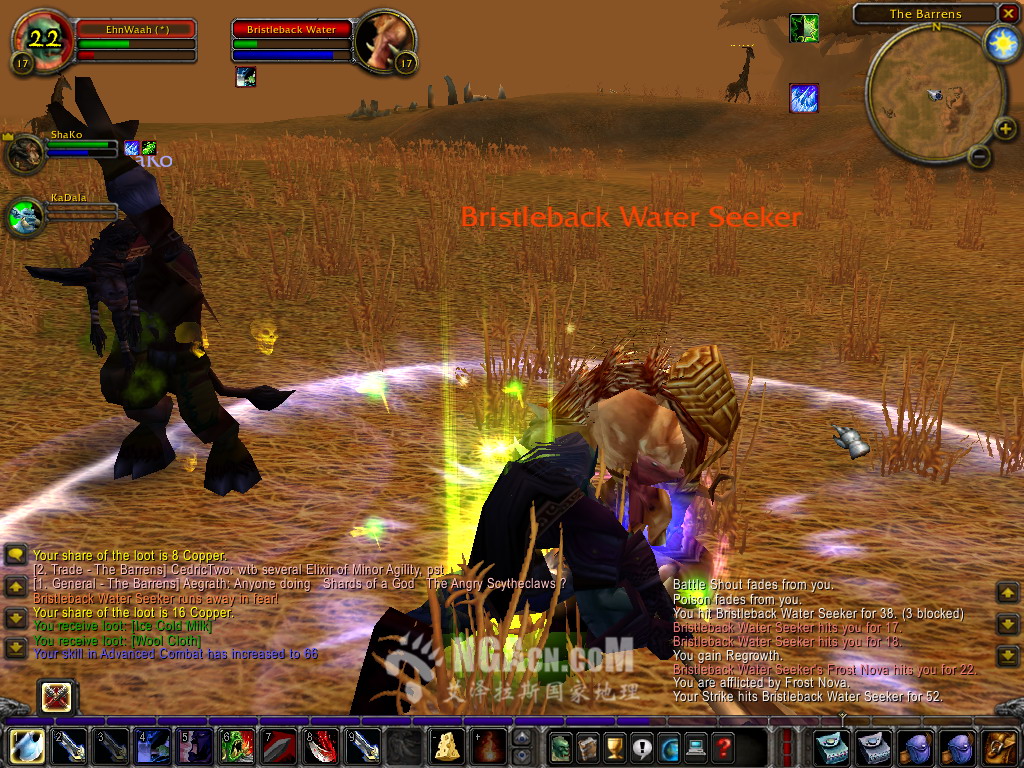 EhnWaah (*)
22
17
Bristleback Water
17
The Barrens
N
ShaKo
aKo
KaDala
Bristleback Water Seeker
Your share of the loot is 8 Copper.
[2. Trade - The Barrens] CedricTwo: wtb several Elixir of Minor Agility, pst
[1. General - The Barrens] Aegrath: Anyone doing Shards of a God The Angry Scytheclaws ?
Bristleback Water Seeker runs away in fear!
Your share of the loot is 16 Copper.
You receive loot: [Ice Cold Milk]
You receive loot: [Wool Cloth]
Your skill in Advanced Combat has increased to 66
Battle Shout fades from you.
Poison fades from you.
You hit Bristleback Water Seeker for 38. (3 blocked)
Bristleback Water Seeker hits you for 17.
Bristleback Water Seeker hits you for 18.
You gain Regrowth.
Bristleback Water Seeker's Frost Nova hits you for 22.
You are afflicted by Frost Nova.
Your Strike hits Bristleback Water Seeker for 52.
NGACN.COM
艾泽拉斯国家地理
1 2 3 4 5 6 7 8 9 - +